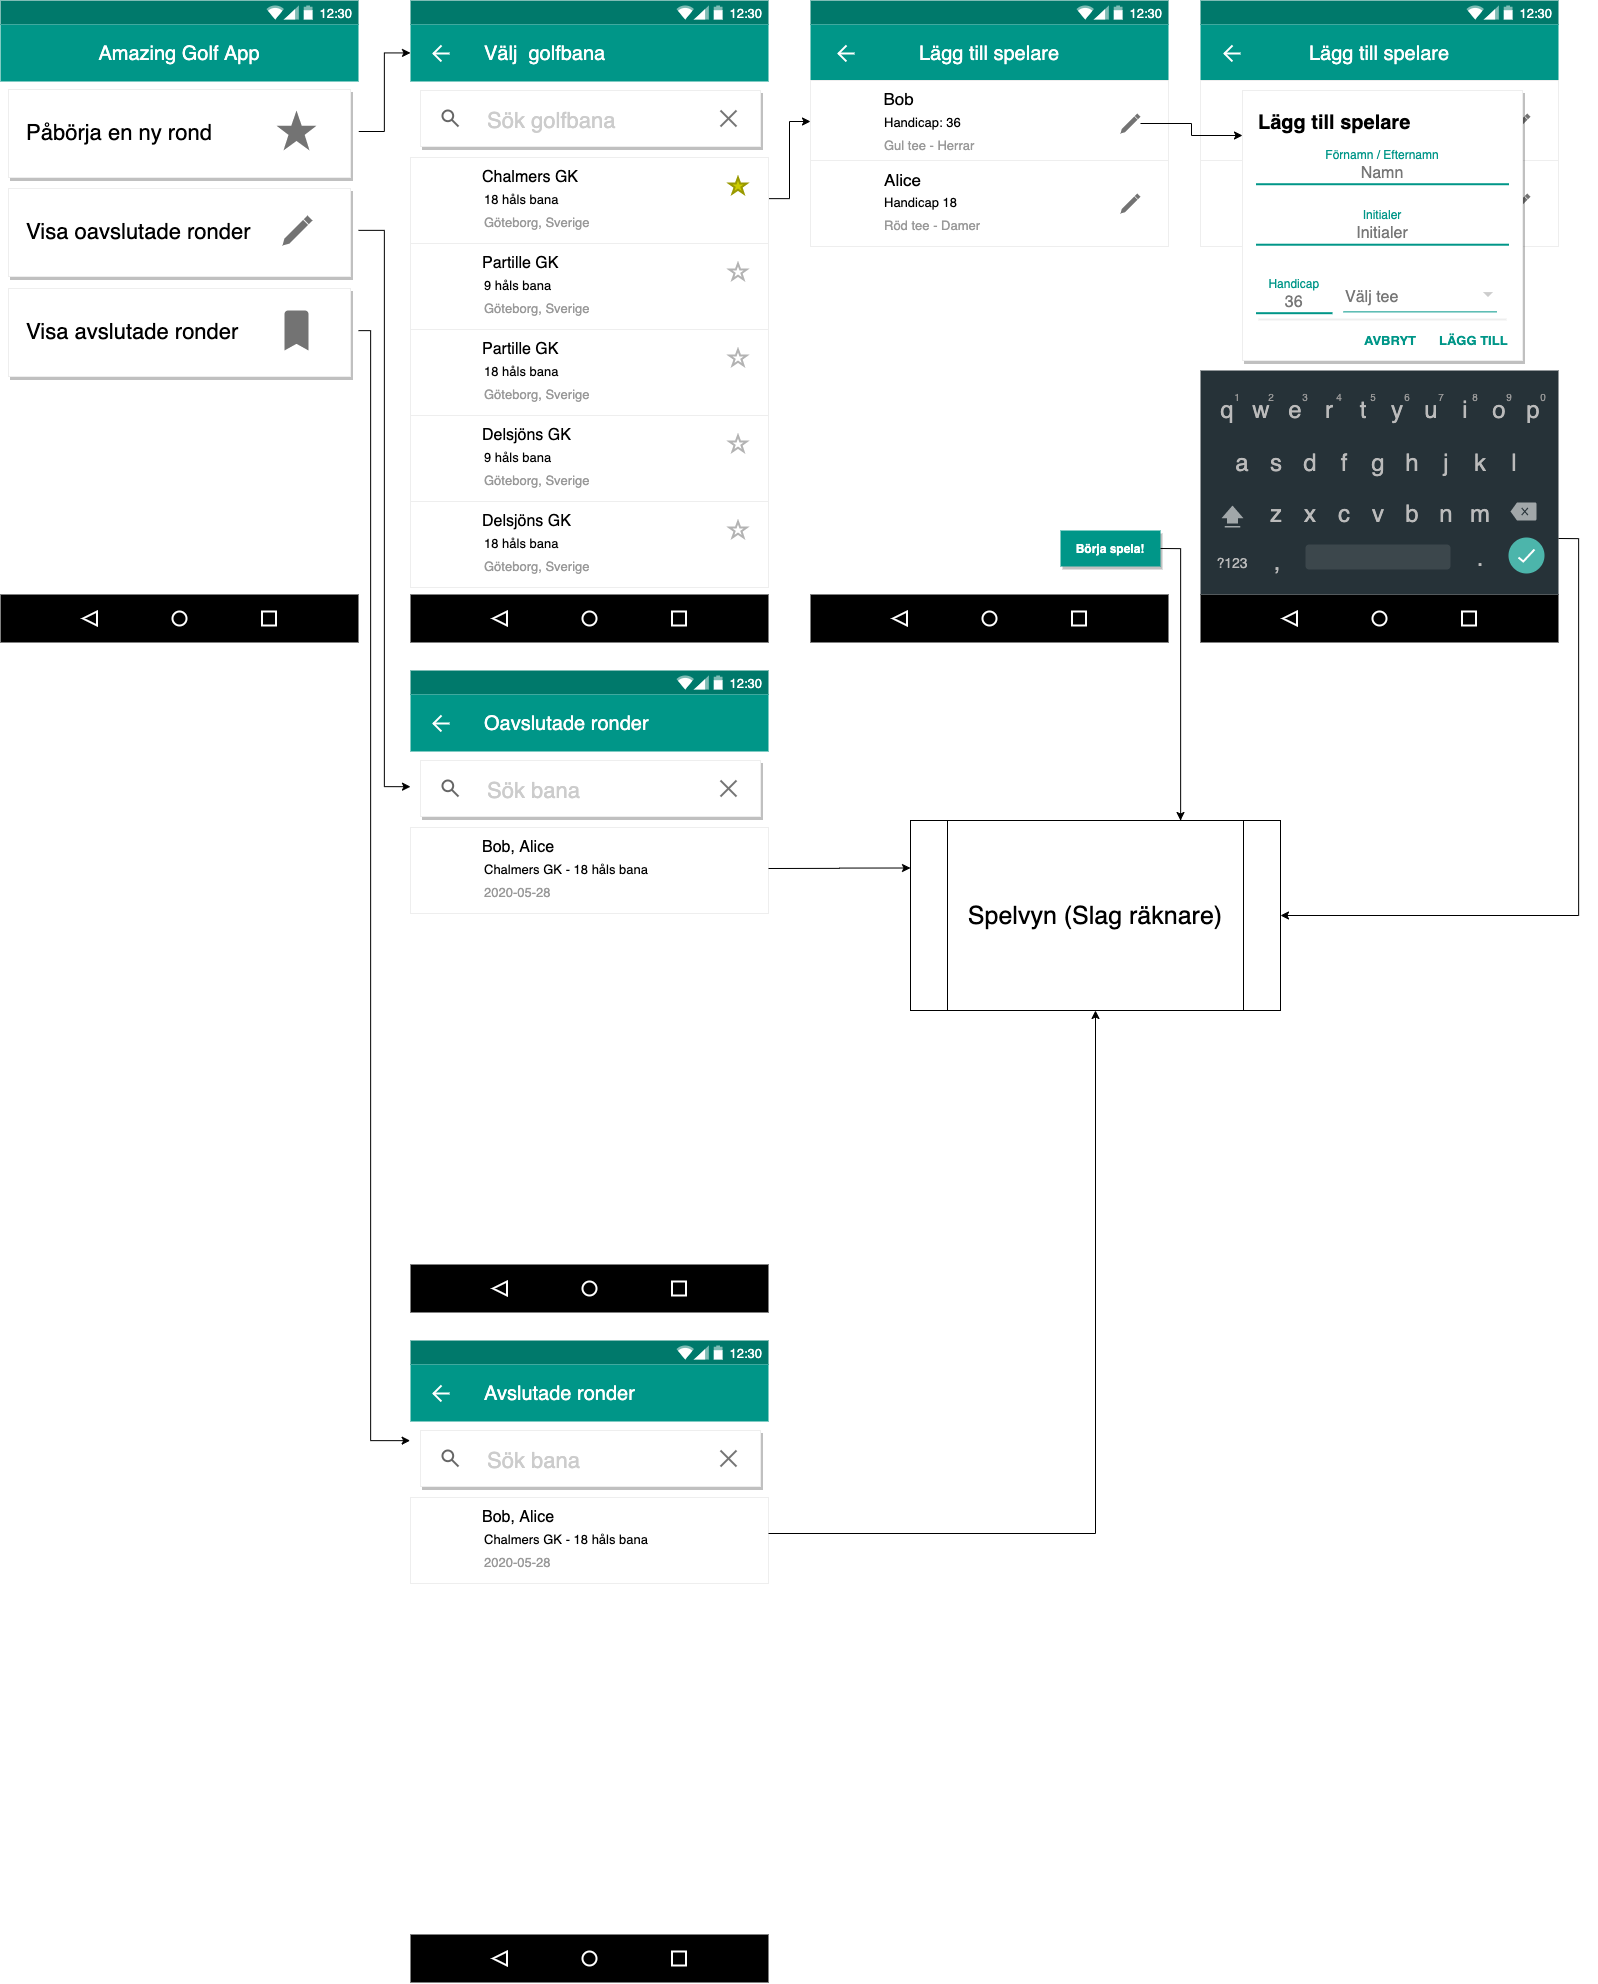 12:30
Amazing Golf App
Påbörja en ny rond
Visa oavslutade ronder
Visa avslutade ronder
12:30
Välj golfbana
Sök golfbana
Chalmers GK
18 håls bana
Göteborg, Sverige
Partille GK
9 håls bana
Göteborg, Sverige
Partille GK
18 håls bana
Göteborg, Sverige
Delsjöns GK
9 håls bana
Göteborg, Sverige
Delsjöns GK
18 håls bana
Göteborg, Sverige
12:30
Lägg till spelare
Bob
Handicap: 36
Gul tee - Herrar
Alice
Handicap 18
Röd tee - Damer
Börja spela!
12:30
Lägg till spelare
Lägg till spelare
Förnamn / Efternamn
Namn
Initialer
Initialer
Handicap
36 Välj tee
AVBRYT LÄGG TILL
1 2 3 4 5 6 7 8 9 0
q w e r t y u i o p
a s d f g h j k l
z x c v b n m
?123 , .
12:30
Oavslutade ronder
Sök bana
Bob, Alice
Chalmers GK - 18 håls bana
2020-05-28
Spelvyn (Slag räknare)
12:30
Avslutade ronder
Sök bana
Bob, Alice
Chalmers GK - 18 håls bana
2020-05-28